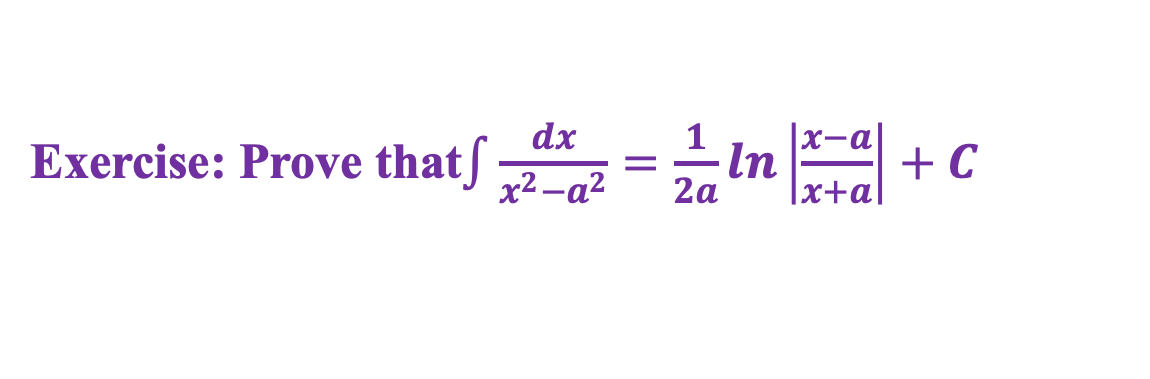 Exercise: Prove that∫ dx/(x²−a²) = 1/(2a) ln |(x−a)/(x+a)| + C